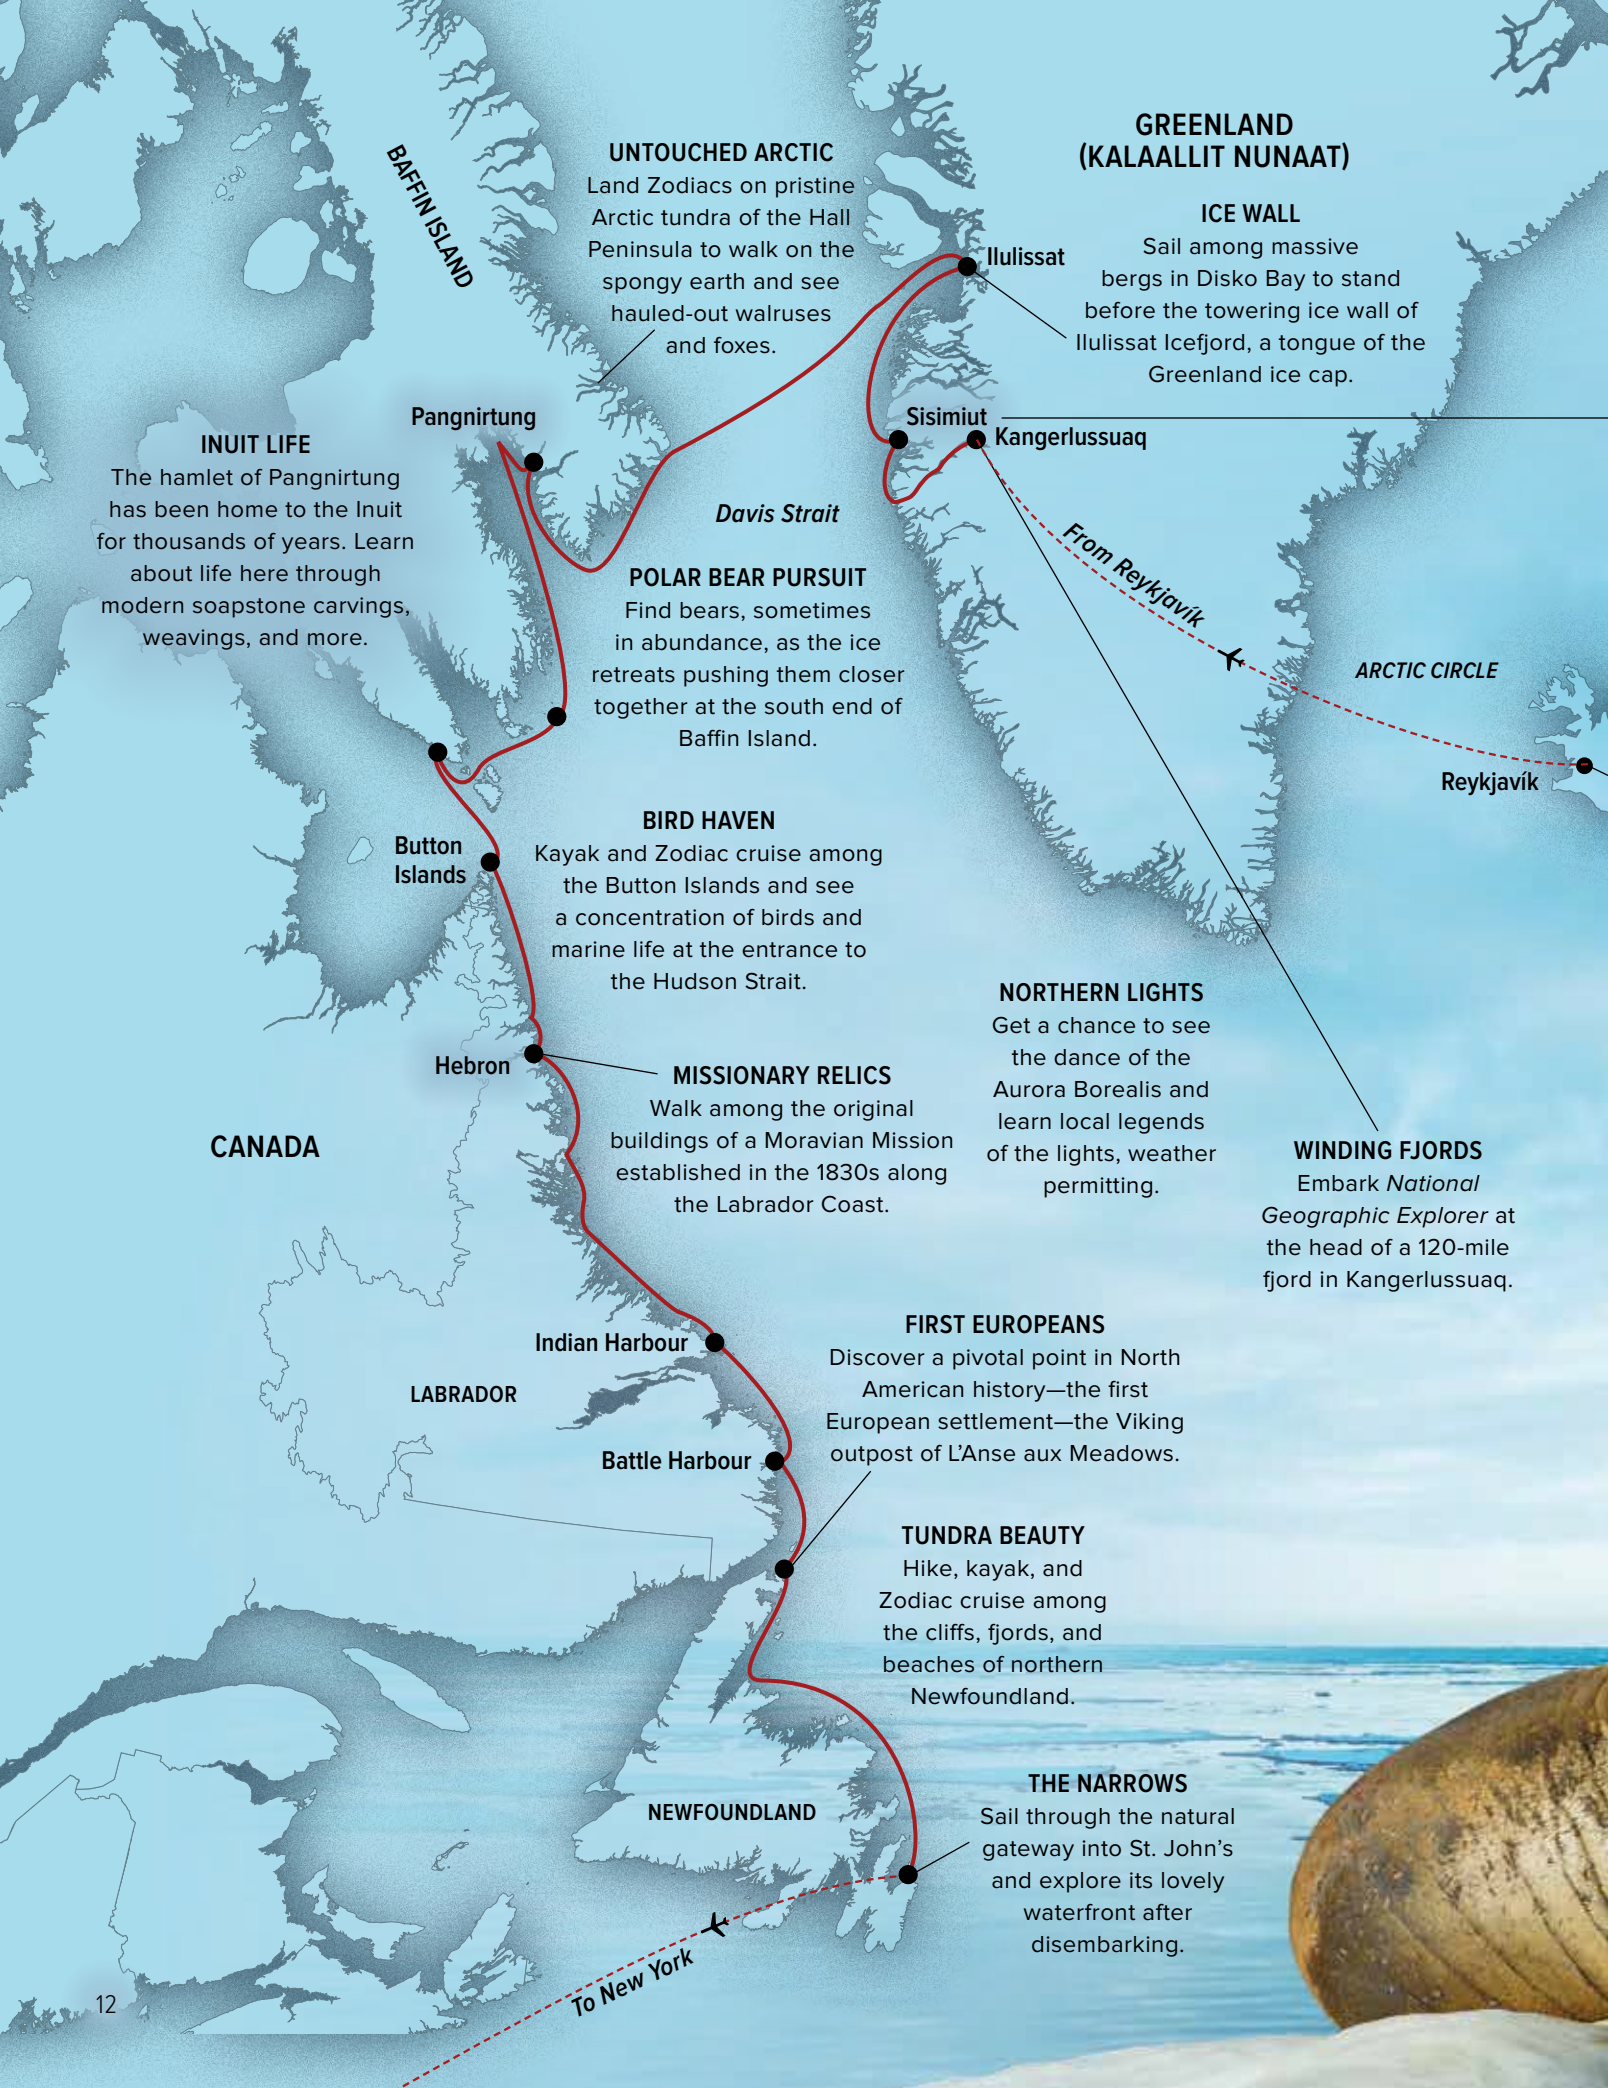 GREENLAND
(KALAALLIT NUNAAT)
BAFFIN ISLAND
UNTOUCHED ARCTIC
Land Zodiacs on pristine
Arctic tundra of the Hall
Peninsula to walk on the
spongy earth and see
hauled-out walruses
and foxes.
ICE WALL
Sail among massive
bergs in Disko Bay to stand
before the towering ice wall of
Ilulissat Icefjord, a tongue of the
Greenland ice cap.
Ilulissat
Pangnirtung
Sisimiut
Kangerlussuaq
INUIT LIFE
The hamlet of Pangnirtung
has been home to the Inuit
for thousands of years. Learn
about life here through
modern soapstone carvings,
weavings, and more.
Davis Strait
From Reykjavík
POLAR BEAR PURSUIT
Find bears, sometimes
in abundance, as the ice
retreats pushing them closer
together at the south end of
Baffin Island.
ARCTIC CIRCLE
Reykjavík
Button
Islands
BIRD HAVEN
Kayak and Zodiac cruise among
the Button Islands and see
a concentration of birds and
marine life at the entrance to
the Hudson Strait.
NORTHERN LIGHTS
Get a chance to see
the dance of the
Aurora Borealis and
learn local legends
of the lights, weather
permitting.
Hebron
MISSIONARY RELICS
Walk among the original
buildings of a Moravian Mission
established in the 1830s along
the Labrador Coast.
CANADA
WINDING FJORDS
Embark National
Geographic Explorer at
the head of a 120-mile
fjord in Kangerlussuaq.
Indian Harbour
FIRST EUROPEANS
Discover a pivotal point in North
American history—the first
European settlement—the Viking
outpost of L’Anse aux Meadows.
LABRADOR
Battle Harbour
TUNDRA BEAUTY
Hike, kayak, and
Zodiac cruise among
the cliffs, fjords, and
beaches of northern
Newfoundland.
THE NARROWS
Sail through the natural
gateway into St. John’s
and explore its lovely
waterfront after
disembarking.
NEWFOUNDLAND
To New York
12